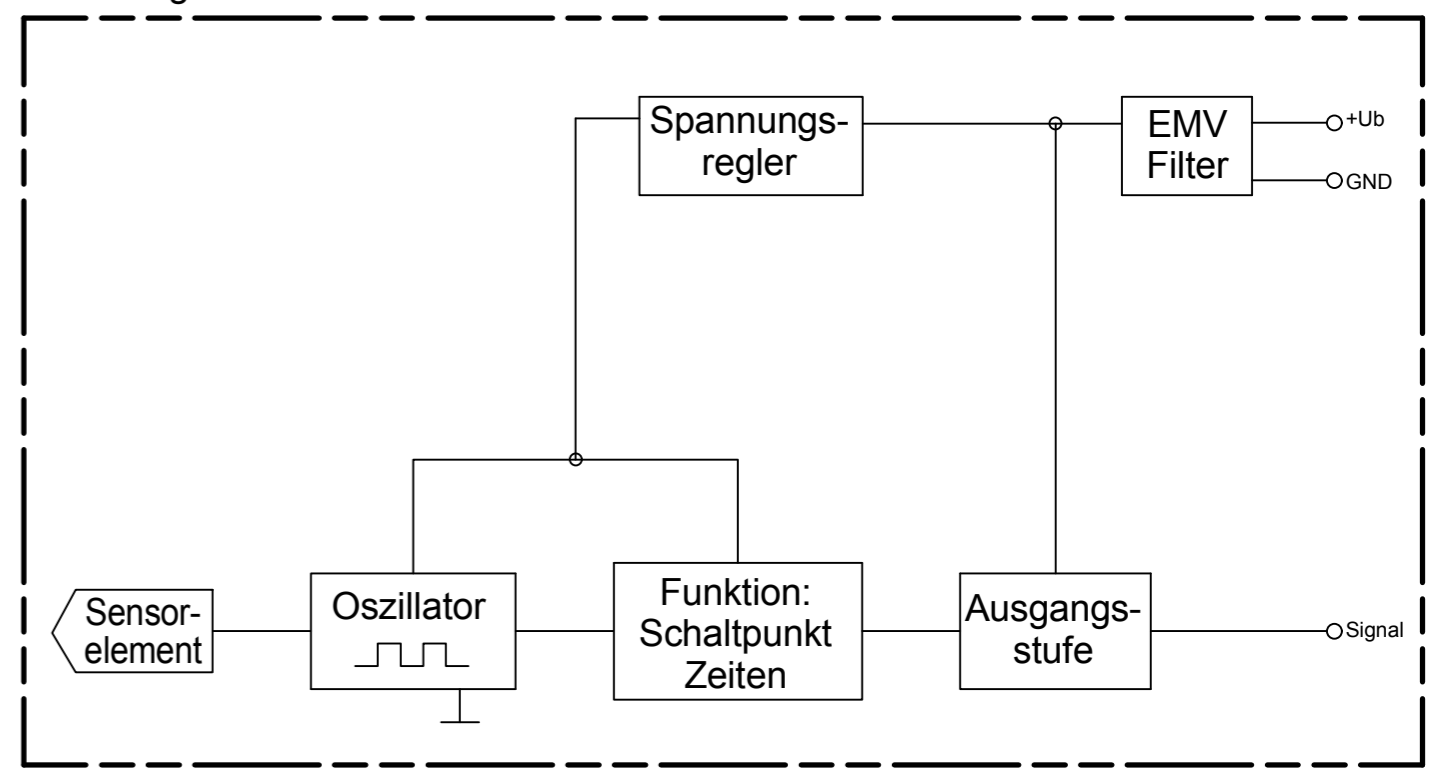 Spannungs-
regler
EMV
Filter
+Ub
GND
Sensor-
element
Oszillator
Funktion:
Schaltpunkt
Zeiten
Ausgangs-
stufe
Signal